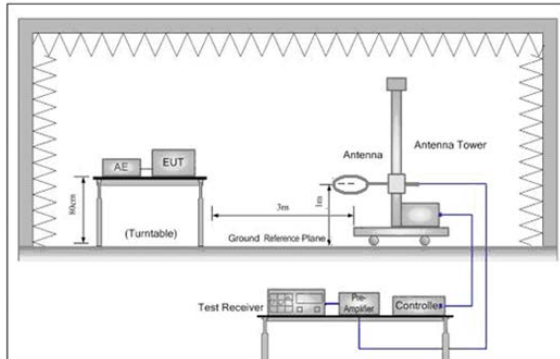 Antenna Tower
Antenna
EUT
AE
80cm
(Turntable)
3m
1m
Ground Reference Plane
Test Receiver
Pre-
Amplifier
Controller